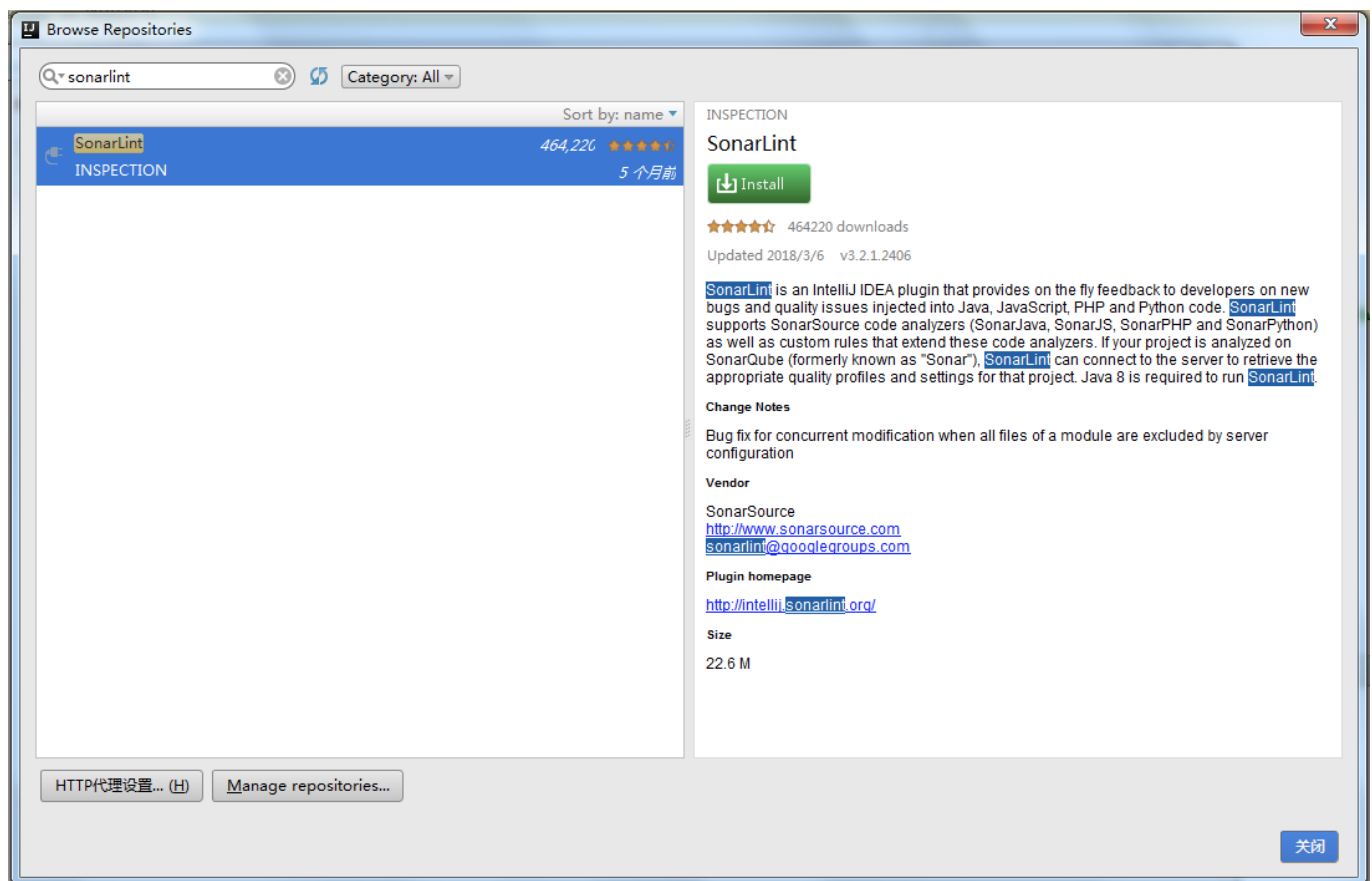 Browse Repositories
sonarlint
Category: All
Sort by: name
SonarLint
464,220
INSPECTION
5 个月前
INSPECTION
SonarLint
Install
464220 downloads
Updated 2018/3/6 v3.2.1.2406
SonarLint is an IntelliJ IDEA plugin that provides on the fly feedback to developers on new
bugs and quality issues injected into Java, JavaScript, PHP and Python code. SonarLint
supports SonarSource code analyzers (SonarJava, SonarJS, SonarPHP and SonarPython)
as well as custom rules that extend these code analyzers. If your project is analyzed on
SonarQube (formerly known as "Sonar"), SonarLint can connect to the server to retrieve the
appropriate quality profiles and settings for that project. Java 8 is required to run SonarLint.
Change Notes
Bug fix for concurrent modification when all files of a module are excluded by server
configuration
Vendor
SonarSource
http://www.sonarsource.com
sonarlint@googlegroups.com
Plugin homepage
http://intellij.sonarlint.org/
Size
22.6 M
HTTP代理设置... (H)
Manage repositories...
关闭